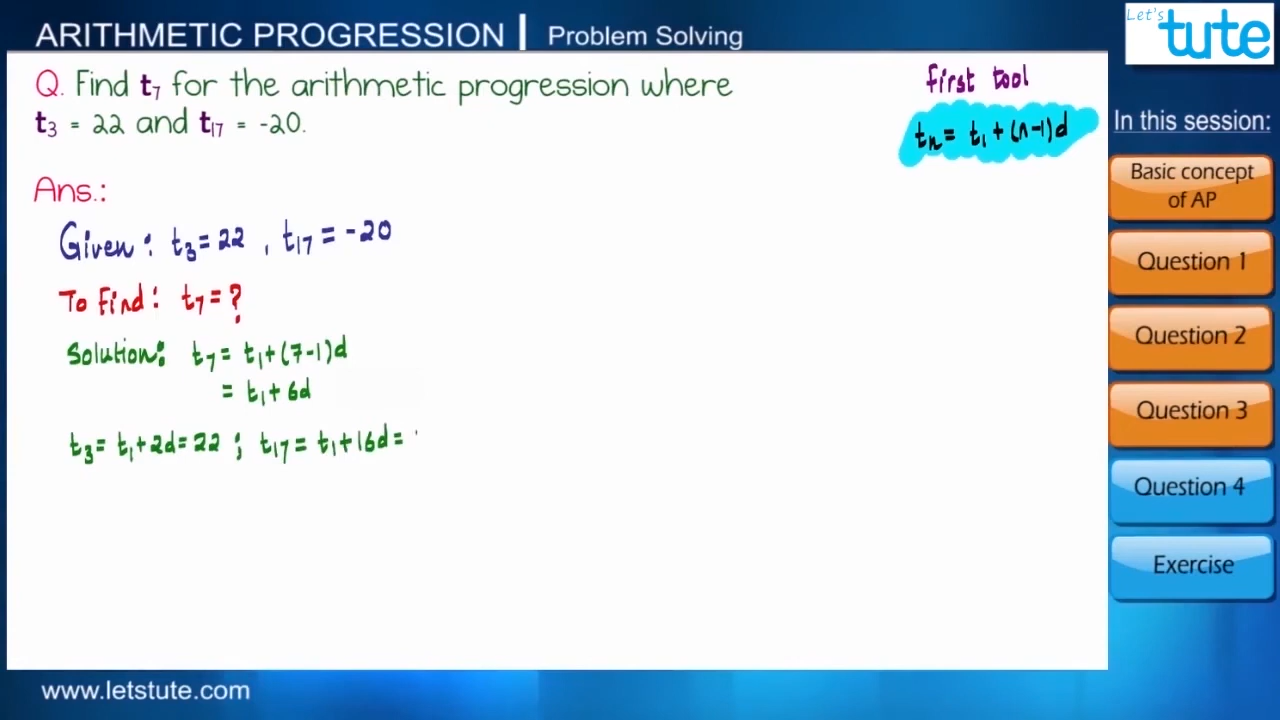 ARITHMETIC PROGRESSION | Problem Solving
Let's
tute
Q. Find t₇ for the arithmetic progression where
t₃ = 22 and t₁₇ = -20.
Ans.:
Given: t₃ = 22 , t₁₇ = -20
To Find: t₇ = ?
Solution: t₇ = t₁ + (7-1)d
= t₁ + 6d
t₃ = t₁ + 2d = 22 ; t₁₇ = t₁ + 16d =
First tool
tₙ = t₁ + (n-1)d
In this session:
Basic concept
of AP
Question 1
Question 2
Question 3
Question 4
Exercise
www.letstute.com